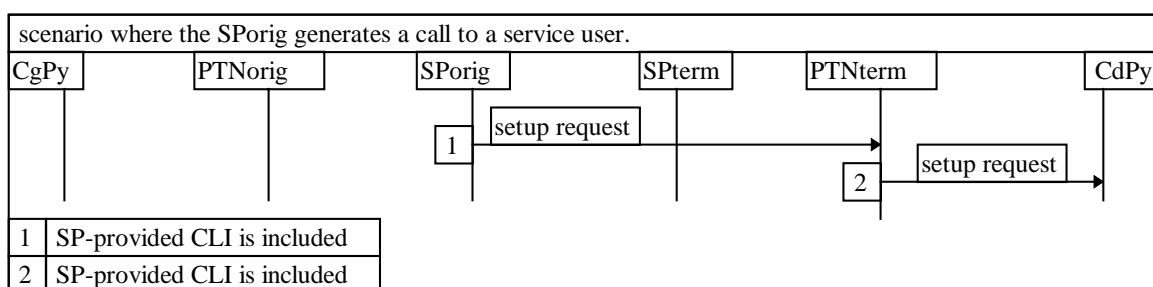 scenario where the SPorig generates a call to a service user.
CgPy PTNorig SPorig SPterm PTNterm CdPy
setup request
1
setup request
2
1 SP-provided CLI is included
2 SP-provided CLI is included